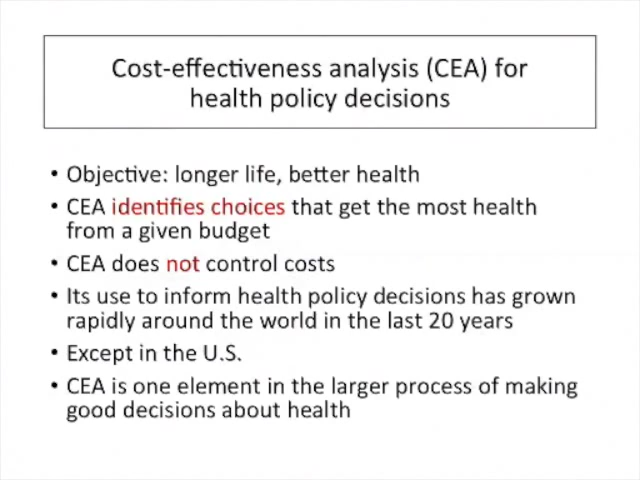 Cost-effectiveness analysis (CEA) for
health policy decisions
• Objective: longer life, better health
• CEA identifies choices that get the most health
from a given budget
• CEA does not control costs
• Its use to inform health policy decisions has grown
rapidly around the world in the last 20 years
• Except in the U.S.
• CEA is one element in the larger process of making
good decisions about health